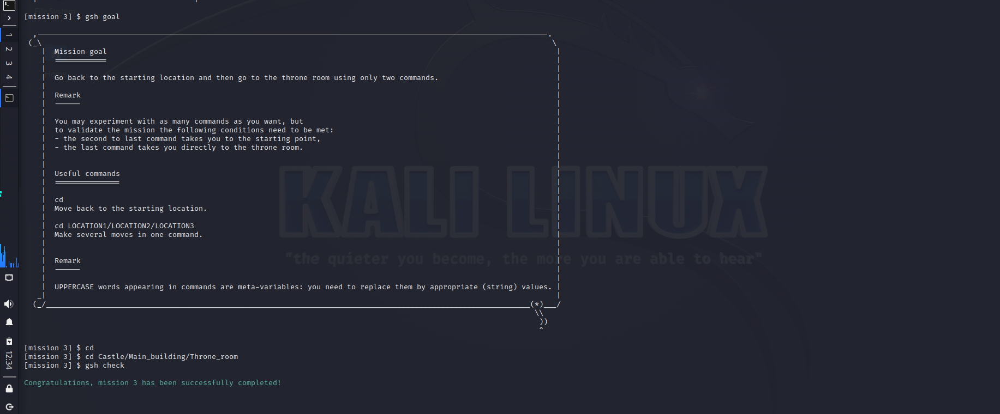 File System
[mission 3] $ gsh goal
Mission goal
Home
Go back to the starting location and then go to the throne room using only two commands.
Remark
You may experiment with as many commands as you want, but
to validate the mission the following conditions need to be met:
- the second to last command takes you to the starting point,
- the last command takes you directly to the throne room.
Useful commands
cd
Move back to the starting location.
cd LOCATION1/LOCATION2/LOCATION3
Make several moves in one command.
Remark
UPPERCASE words appearing in commands are meta-variables: you need to replace them by appropriate (string) values.
[mission 3] $ cd
[mission 3] $ cd Castle/Main_building/Throne_room
[mission 3] $ gsh check
Congratulations, mission 3 has been successfully completed!
KALI LINUX
"the quieter you become, the more you are able to hear"
1
2
3
4
12:34